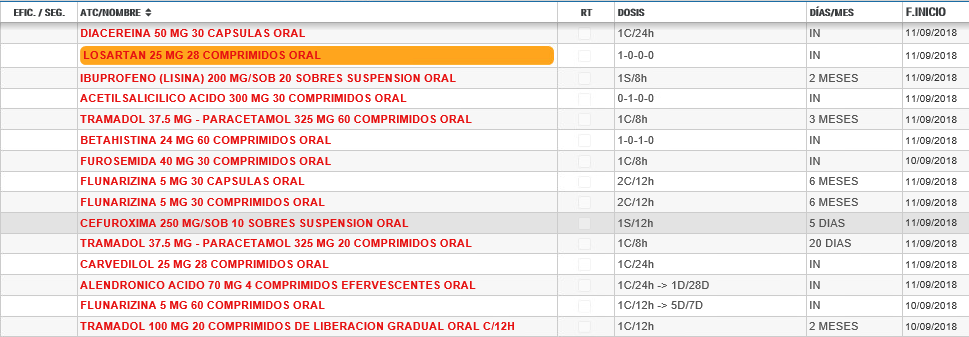 EFIC. / SEG. ATC/NOMBRE RT DOSIS DÍAS/MES F.INICIO
DIACEREINA 50 MG 30 CAPSULAS ORAL 1C/24h IN 11/09/2018
LOSARTAN 25 MG 28 COMPRIMIDOS ORAL 1-0-0-0 IN 11/09/2018
IBUPROFENO (LISINA) 200 MG/SOB 20 SOBRES SUSPENSION ORAL 1S/8h 2 MESES 11/09/2018
ACETILSALICILICO ACIDO 300 MG 30 COMPRIMIDOS ORAL 0-1-0-0 IN 11/09/2018
TRAMADOL 37.5 MG - PARACETAMOL 325 MG 60 COMPRIMIDOS ORAL 1C/8h 3 MESES 11/09/2018
BETAHISTINA 24 MG 60 COMPRIMIDOS ORAL 1-0-1-0 IN 11/09/2018
FUROSEMIDA 40 MG 30 COMPRIMIDOS ORAL 1C/8h IN 10/09/2018
FLUNARIZINA 5 MG 30 CAPSULAS ORAL 2C/12h 6 MESES 11/09/2018
FLUNARIZINA 5 MG 30 COMPRIMIDOS ORAL 2C/12h 6 MESES 11/09/2018
CEFUROXIMA 250 MG/SOB 10 SOBRES SUSPENSION ORAL 1S/12h 5 DIAS 11/09/2018
TRAMADOL 37.5 MG - PARACETAMOL 325 MG 20 COMPRIMIDOS ORAL 1C/8h 20 DIAS 11/09/2018
CARVEDILOL 25 MG 28 COMPRIMIDOS ORAL 1C/24h IN 11/09/2018
ALENDRONICO ACIDO 70 MG 4 COMPRIMIDOS EFERVESCENTES ORAL 1C/24h -> 1D/28D IN 11/09/2018
FLUNARIZINA 5 MG 60 COMPRIMIDOS ORAL 1C/12h -> 5D/7D IN 10/09/2018
TRAMADOL 100 MG 20 COMPRIMIDOS DE LIBERACION GRADUAL ORAL C/12H 1C/12h 2 MESES 10/09/2018